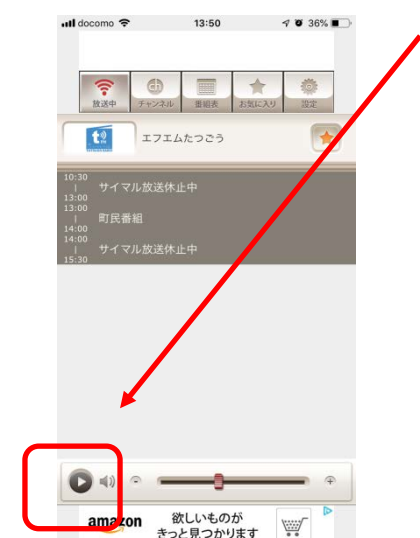 docomo 13:50 36%
放送中 チャンネル 番組表 お気に入り 設定
エフエムたつごう
10:30
サイマル放送休止中
13:00
13:00
町民番組
14:00
14:00
サイマル放送休止中
15:30
amazon
欲しいものが
きっと見つかります